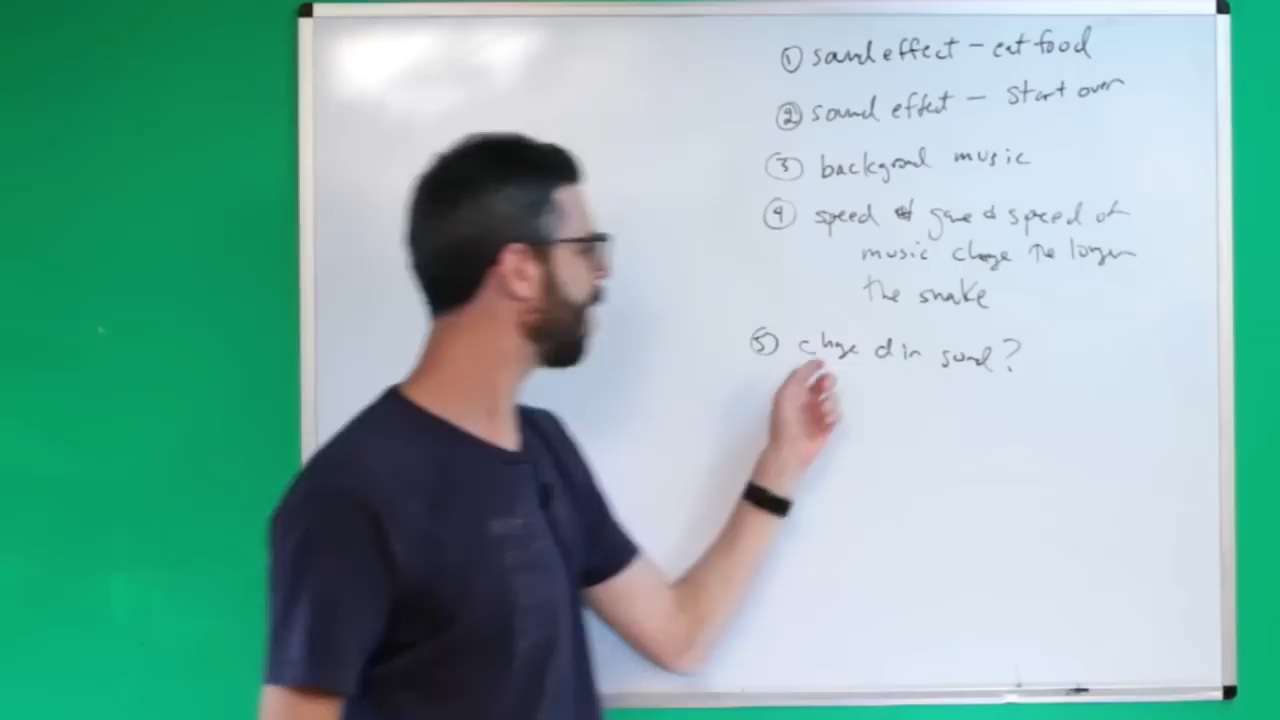 ① sound effect - eat food
② sound effect - start over
③ background music
④ speed of game & speed of
music change the longer
the snake
⑤ change in sound?